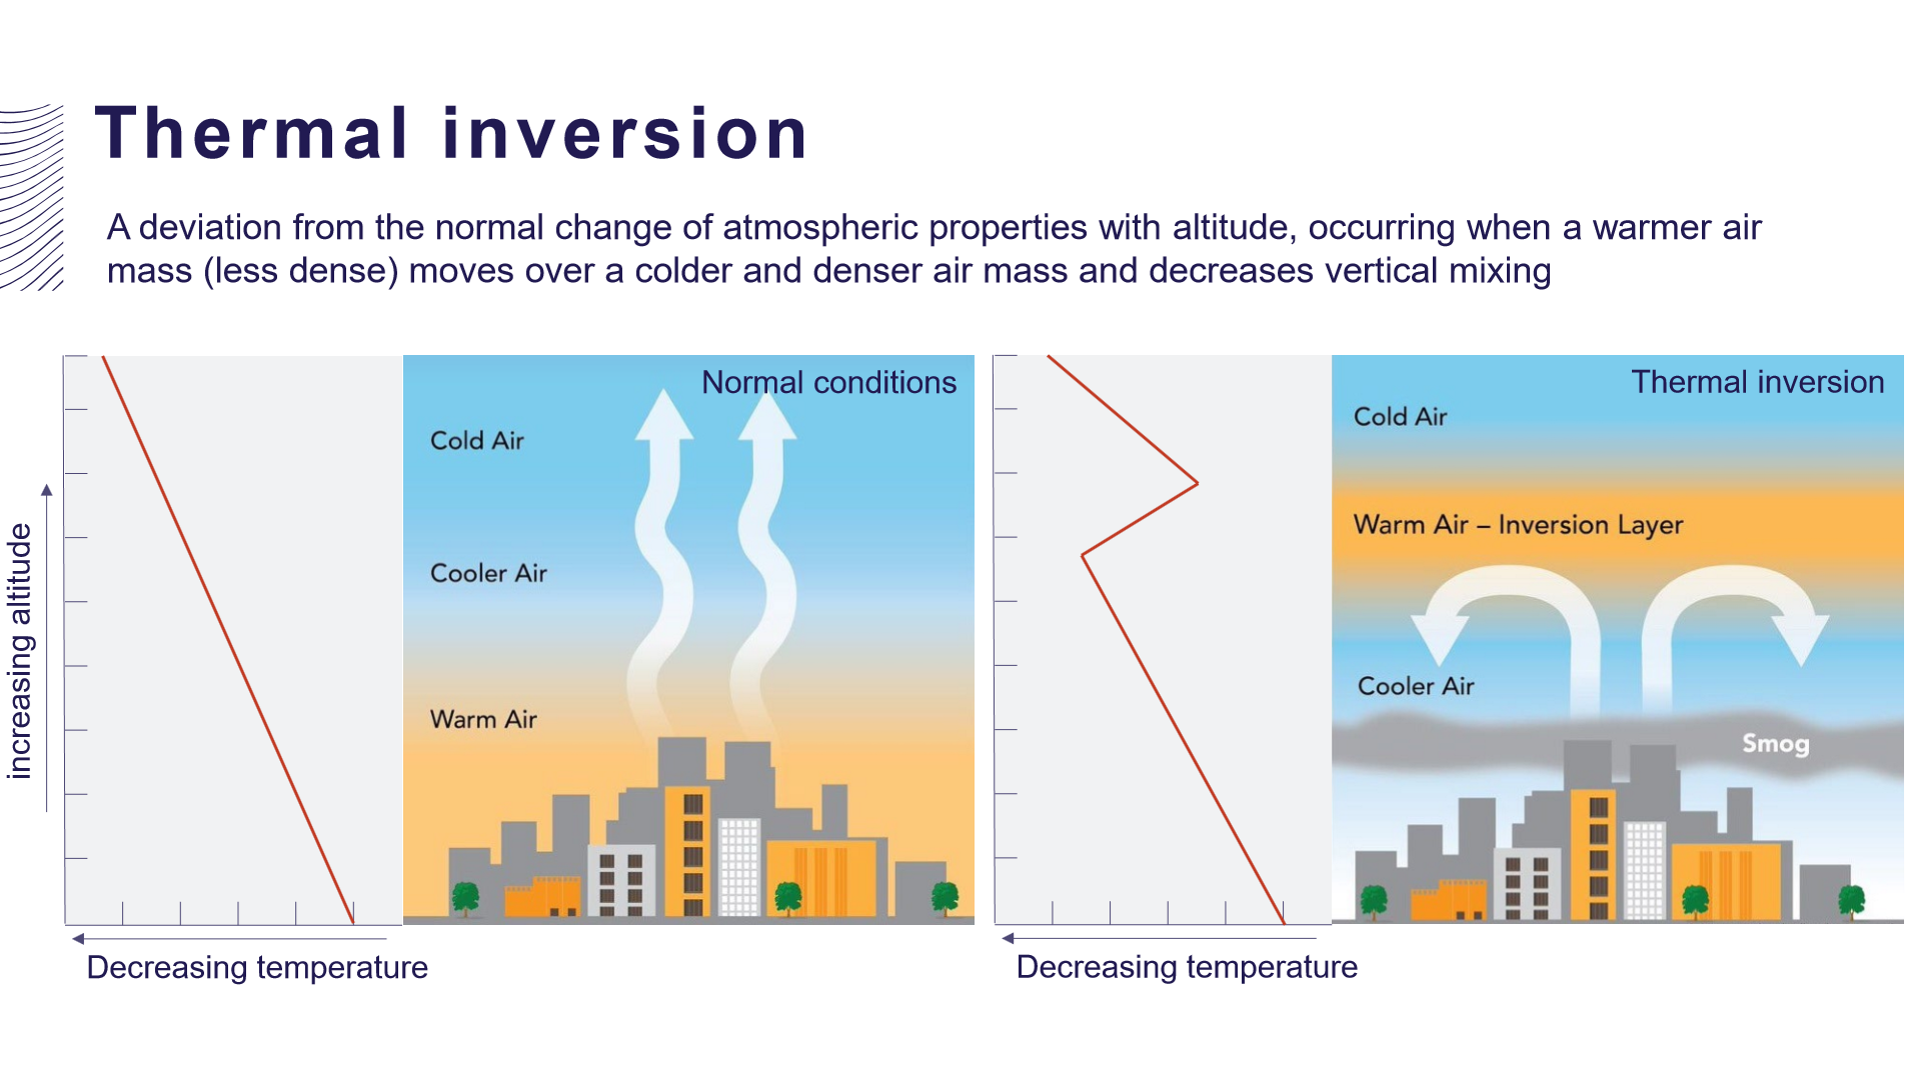 Thermal inversion
A deviation from the normal change of atmospheric properties with altitude, occurring when a warmer air
mass (less dense) moves over a colder and denser air mass and decreases vertical mixing
increasing altitude
Normal conditions
Cold Air
Cooler Air
Warm Air
Decreasing temperature
Thermal inversion
Cold Air
Warm Air – Inversion Layer
Cooler Air
Smog
Decreasing temperature